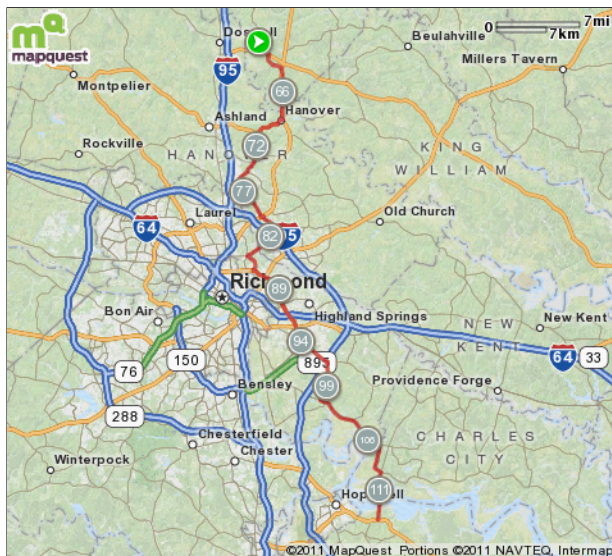 mq
mapquest
Doswell
Beulahville
0 7mi
7km
Millers Tavern
95
Montpelier
66
Hanover
Ashland
HANOVER
72
KING
WILLIAM
Rockville
77
Laurel
Old Church
64
82
Richmond
89
Highland Springs
NEW
KENT
New Kent
Bon Air
94
150
895
64
33
76
99
Providence Forge
Bensley
288
Chesterfield
Chester
106
CHARLES
CITY
Winterpock
111
Hopewell
©2011 MapQuest Portions ©2011 NAVTEQ, Intermap